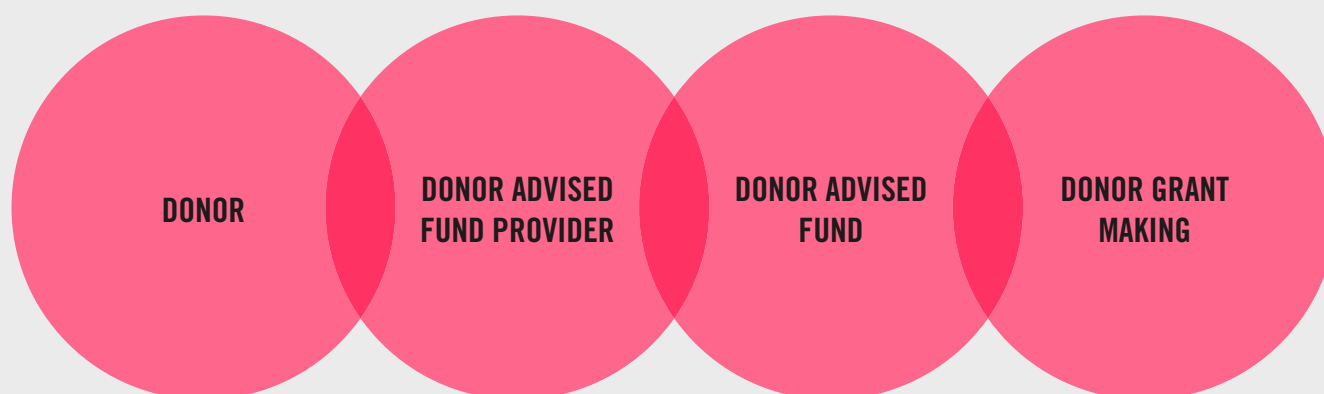 DONOR
DONOR ADVISED
FUND PROVIDER
DONOR ADVISED
FUND
DONOR GRANT
MAKING